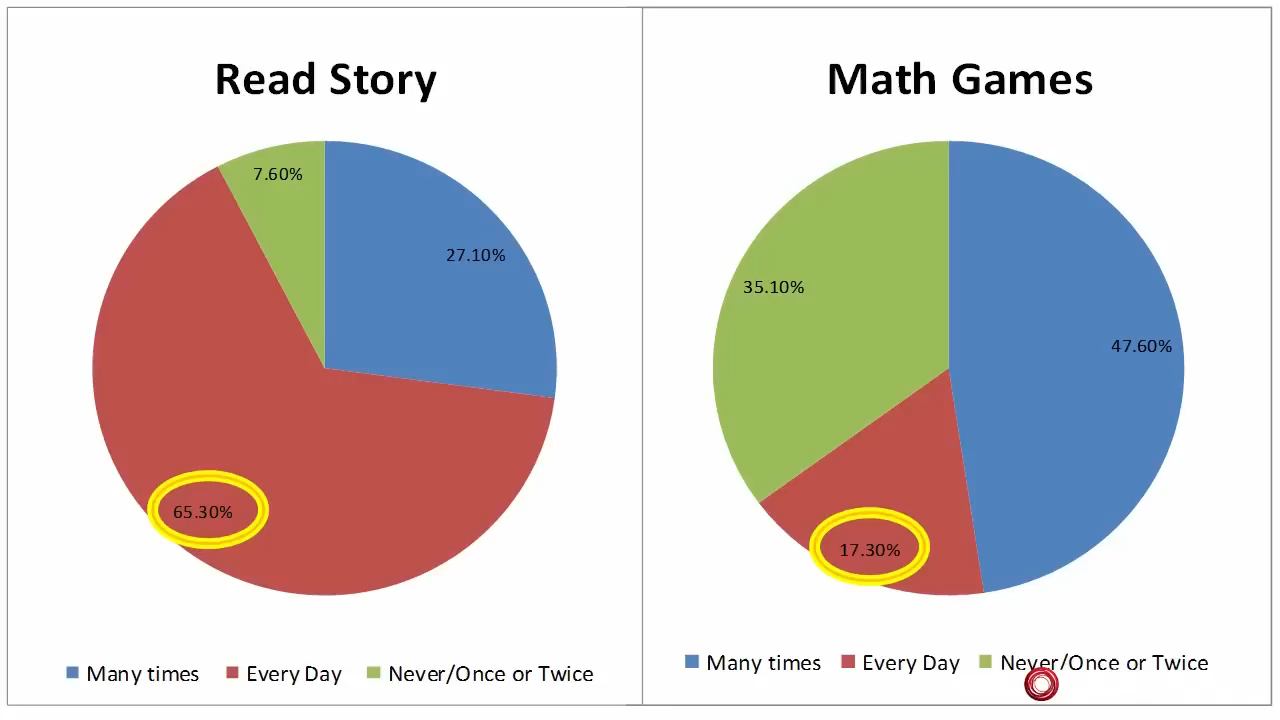 Read Story
7.60%
27.10%
65.30%
Many times Every Day Never/Once or Twice
Math Games
35.10%
47.60%
17.30%
Many times Every Day Never/Once or Twice